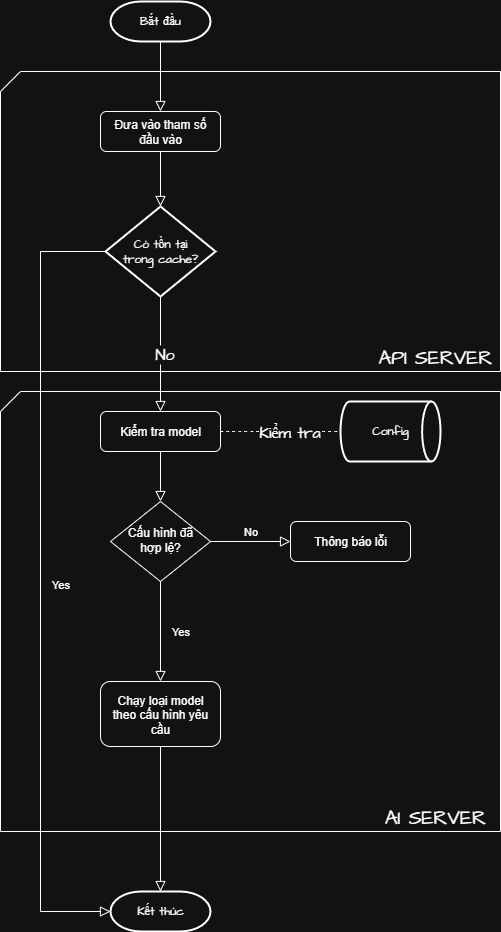 Bắt đầu
Đưa vào tham số
đầu vào
Có tồn tại
trong cache?
No
API SERVER
Kiểm tra model
Kiểm tra
Config
Cấu hình đã
hợp lệ?
No
Thông báo lỗi
Yes
Yes
Chạy loại model
theo cấu hình yêu
cầu
AI SERVER
Kết thúc